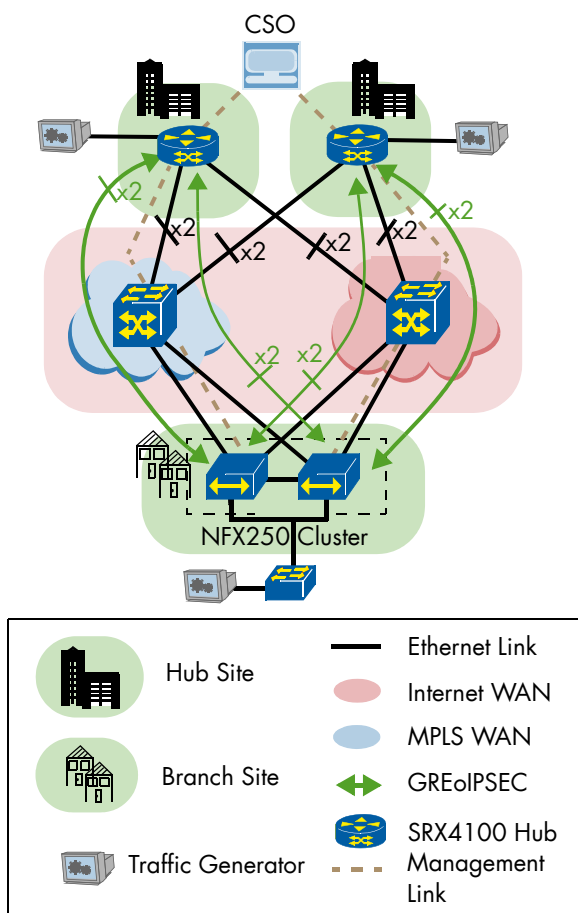 CSO
x2
x2
x2
x2
x2
x2
x2
x2
NFX250 Cluster
Hub Site
Branch Site
Traffic Generator
Ethernet Link
Internet WAN
MPLS WAN
GREoIPSEC
SRX4100 Hub
Management
Link